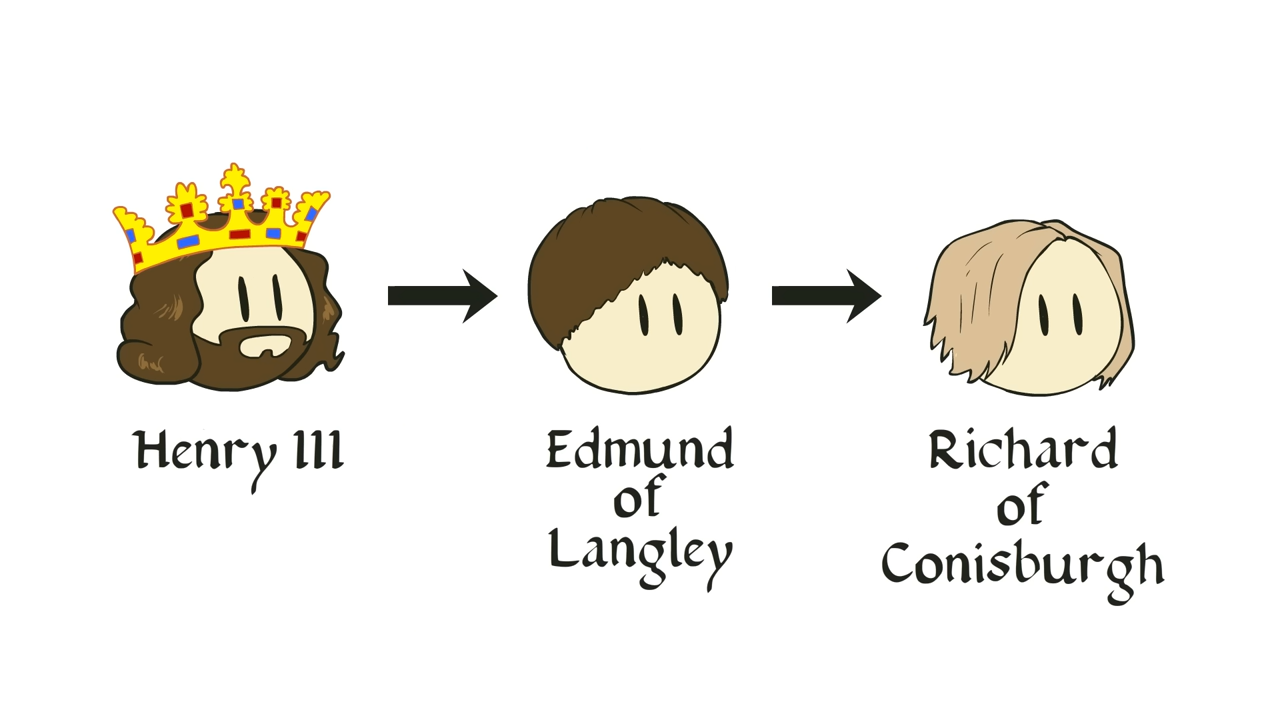 Henry III
Edmund
of
Langley
Richard
of
Conisburgh